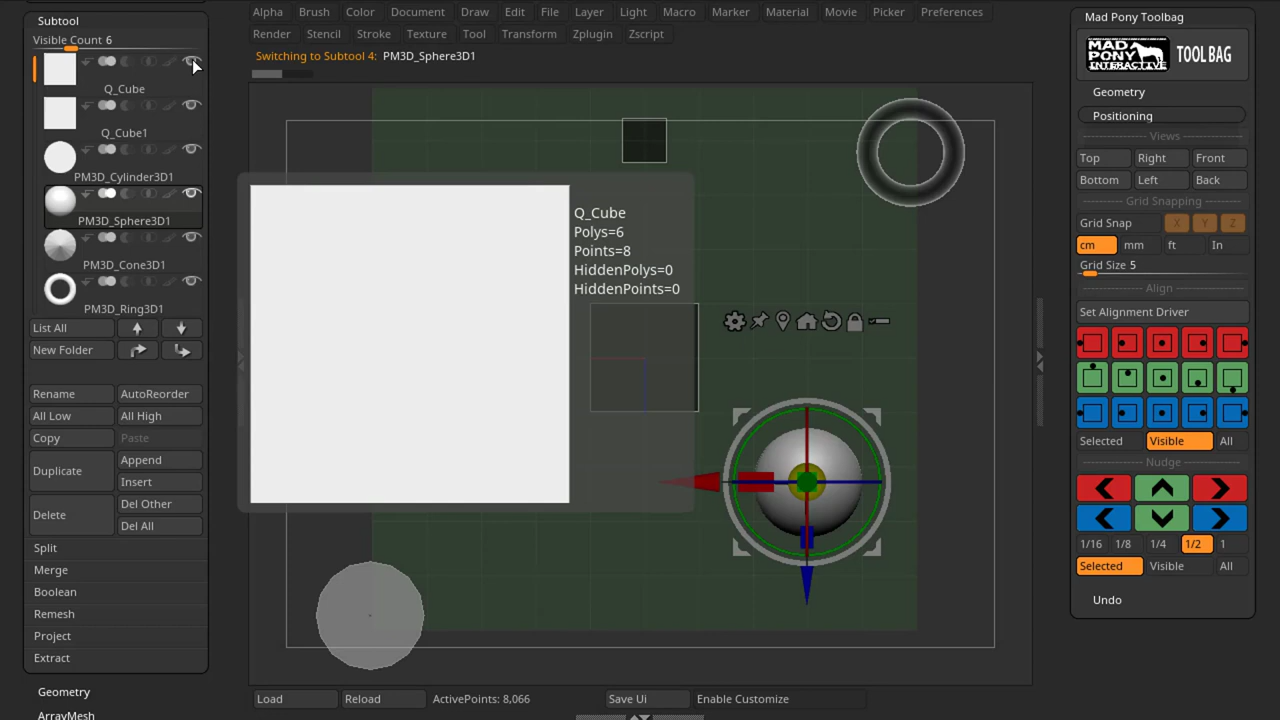 Alpha Brush Color Document Draw Edit File Layer Light Macro Marker Material Movie Picker Preferences
Render Stencil Stroke Texture Tool Transform Zplugin Zscript
Switching to Subtool 4: PM3D_Sphere3D1
Subtool
Visible Count 6
Q_Cube
Q_Cube1
PM3D_Cylinder3D1
PM3D_Sphere3D1
PM3D_Cone3D1
PM3D_Ring3D1
List All
New Folder
Rename AutoReorder
All Low All High
Copy Paste
Duplicate Append
Insert
Delete Del Other
Del All
Split
Merge
Boolean
Remesh
Project
Extract
Geometry
ArrayMesh
Q_Cube
Polys=6
Points=8
HiddenPolys=0
HiddenPoints=0
Load Reload ActivePoints: 8,066 Save Ui Enable Customize
Mad Pony Toolbag
MAD PONY INTERACTIVE TOOLBAG
Geometry
Positioning
Views
Top Right Front
Bottom Left Back
Grid Snapping
Grid Snap X Y Z
cm mm ft In
Grid Size 5
Align
Set Alignment Driver
Selected Visible All
Nudge
1/16 1/8 1/4 1/2 1
Selected Visible All
Undo